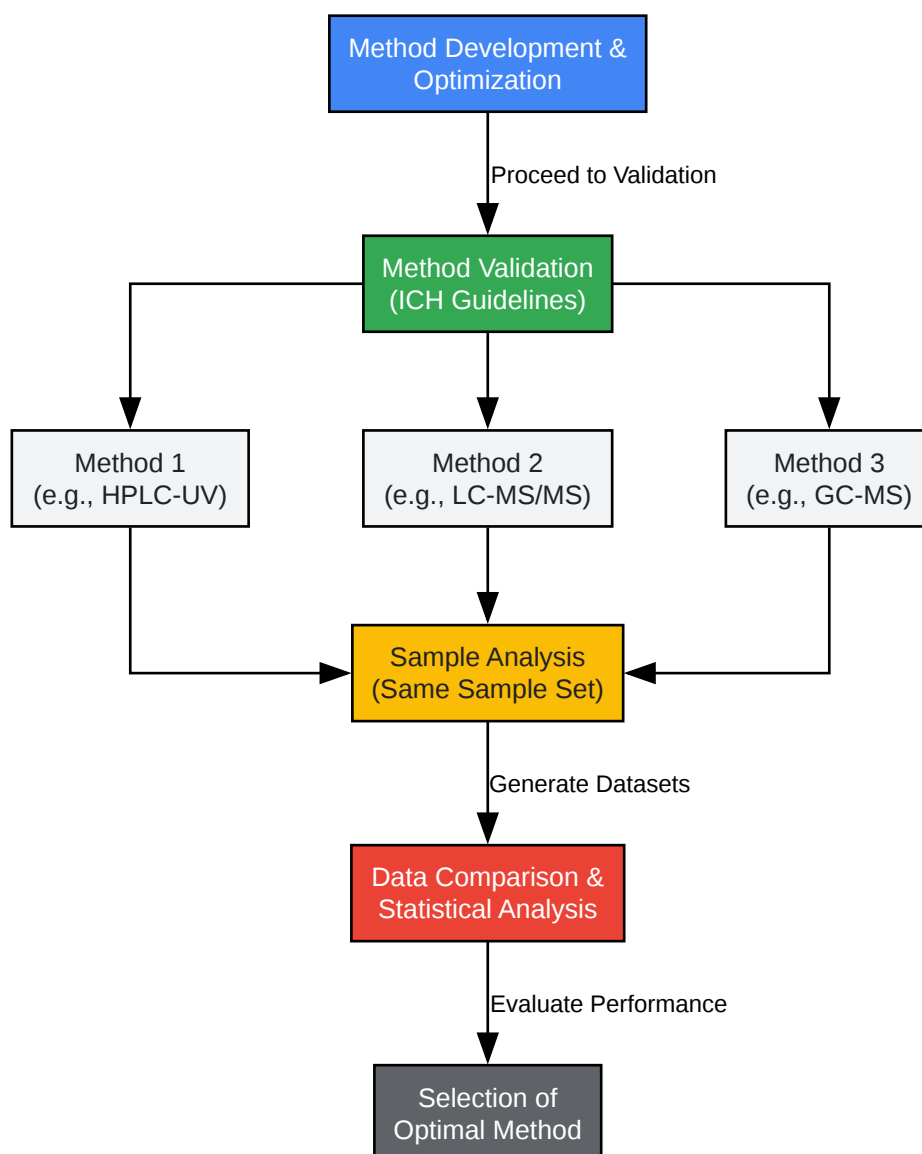 Method Development &
Optimization
Proceed to Validation
Method Validation
(ICH Guidelines)
Method 1
(e.g., HPLC-UV)
Method 2
(e.g., LC-MS/MS)
Method 3
(e.g., GC-MS)
Sample Analysis
(Same Sample Set)
Generate Datasets
Data Comparison &
Statistical Analysis
Evaluate Performance
Selection of
Optimal Method